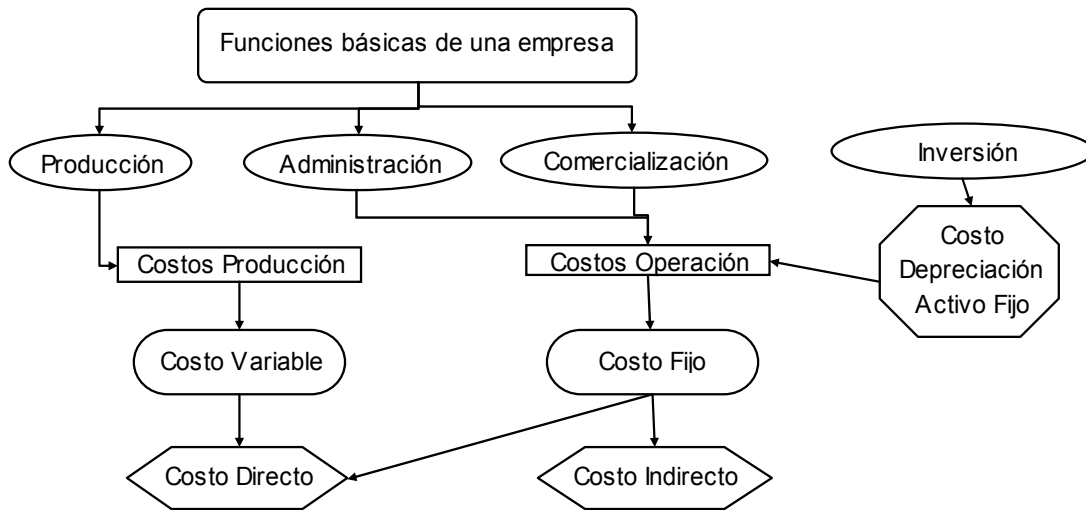 Funciones básicas de una empresa
Producción
Administración
Comercialización
Inversión
Costos Producción
Costos Operación
Costo
Depreciación
Activo Fijo
Costo Variable
Costo Fijo
Costo Directo
Costo Indirecto